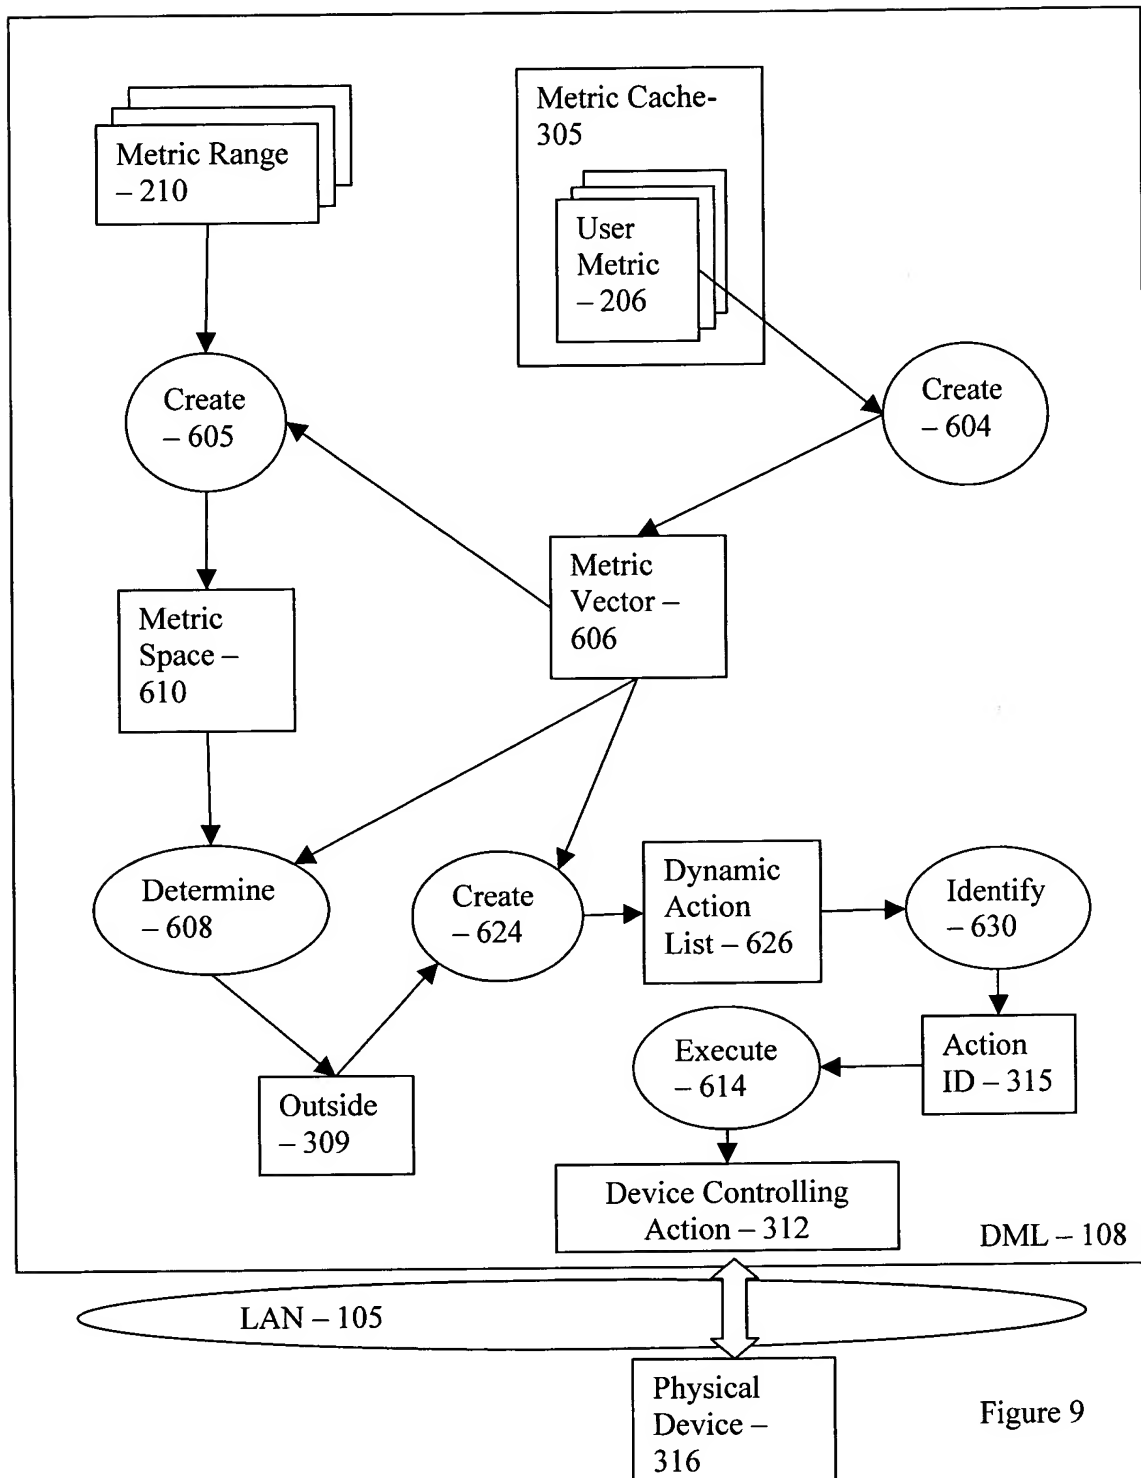 Metric Cache-
305
Metric Range
– 210
User
Metric
– 206
Create
– 605
Create
– 604
Metric
Vector –
606
Metric
Space –
610
Determine
– 608
Create
– 624
Dynamic
Action
List – 626
Identify
– 630
Execute
– 614
Action
ID – 315
Outside
– 309
Device Controlling
Action – 312
DML – 108
LAN – 105
Physical
Device –
316
Figure 9